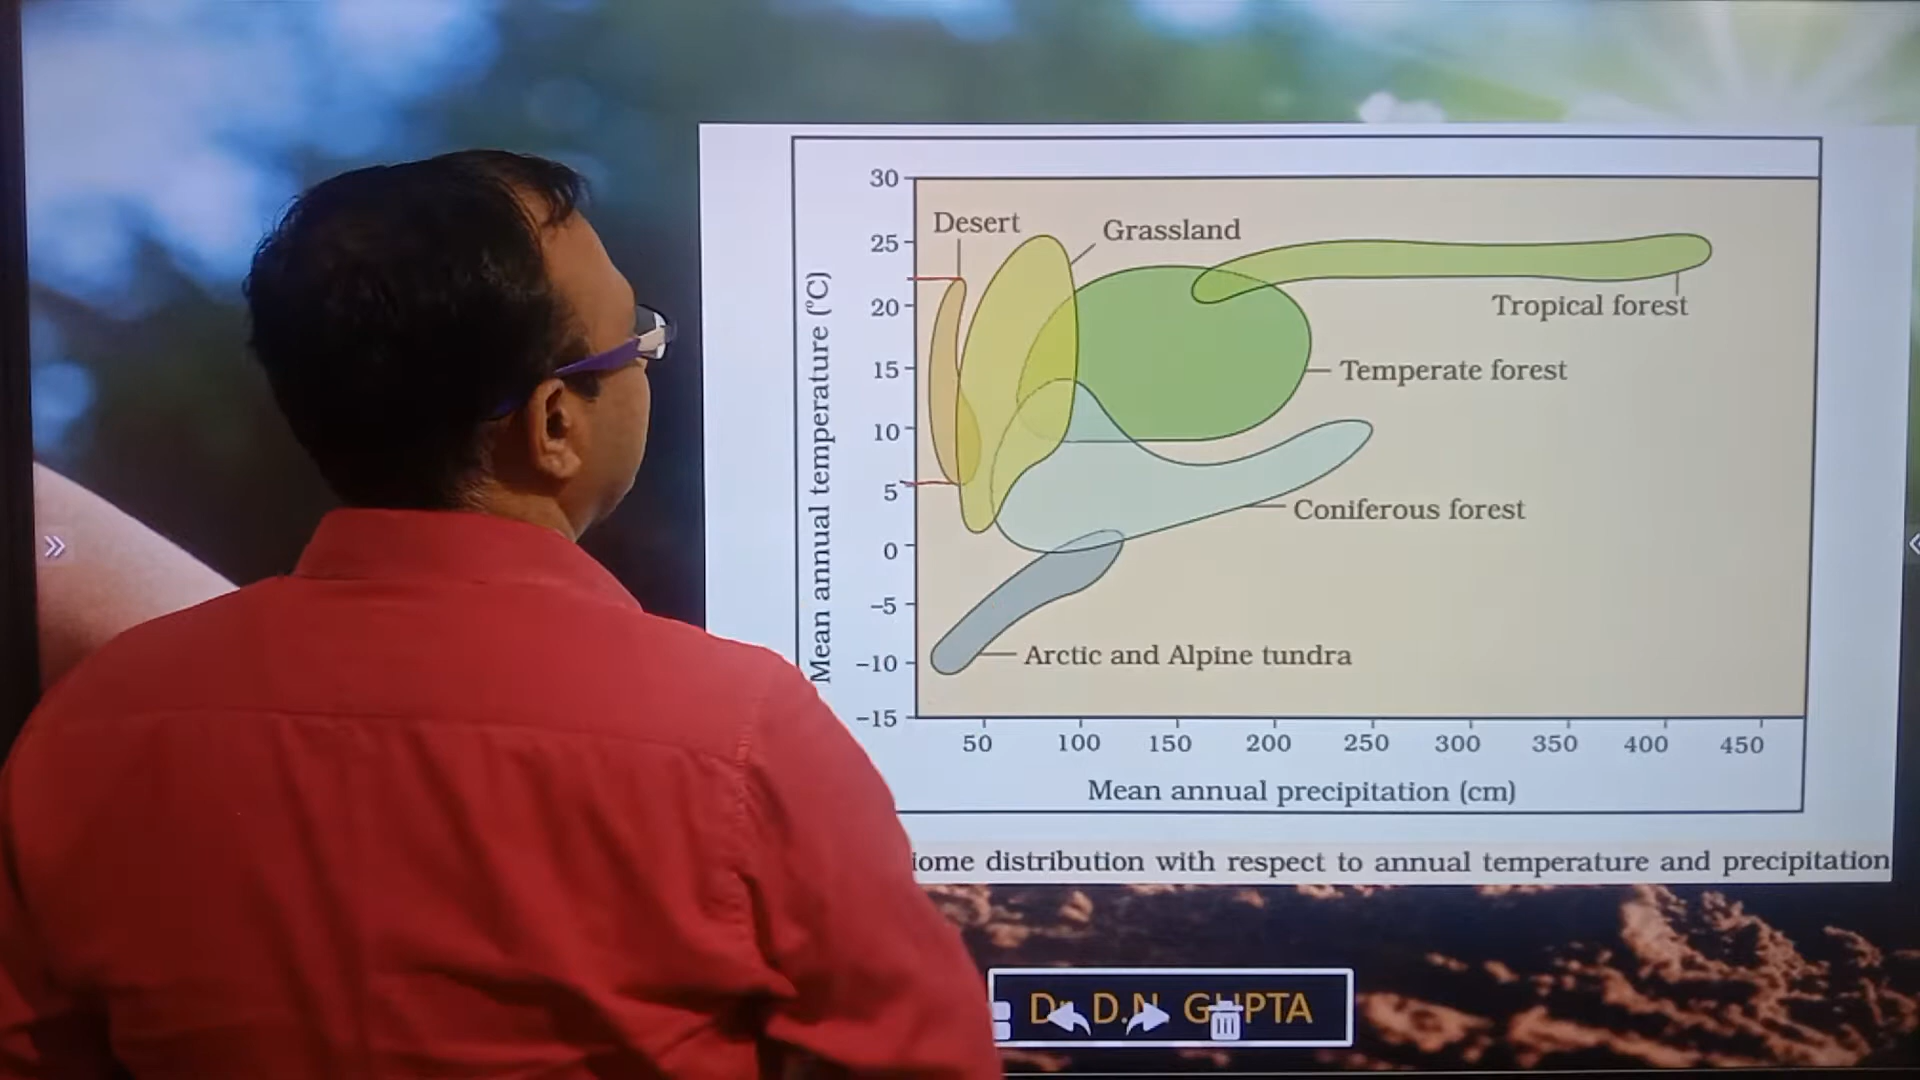 30
Desert
Grassland
25
20
Tropical forest
15
Temperate forest
10
5
Coniferous forest
0
–5
–10
Arctic and Alpine tundra
–15
Mean annual temperature (°C)
50 100 150 200 250 300 350 400 450
Mean annual precipitation (cm)
iome distribution with respect to annual temperature and precipitation
Dr. D.N. GUPTA